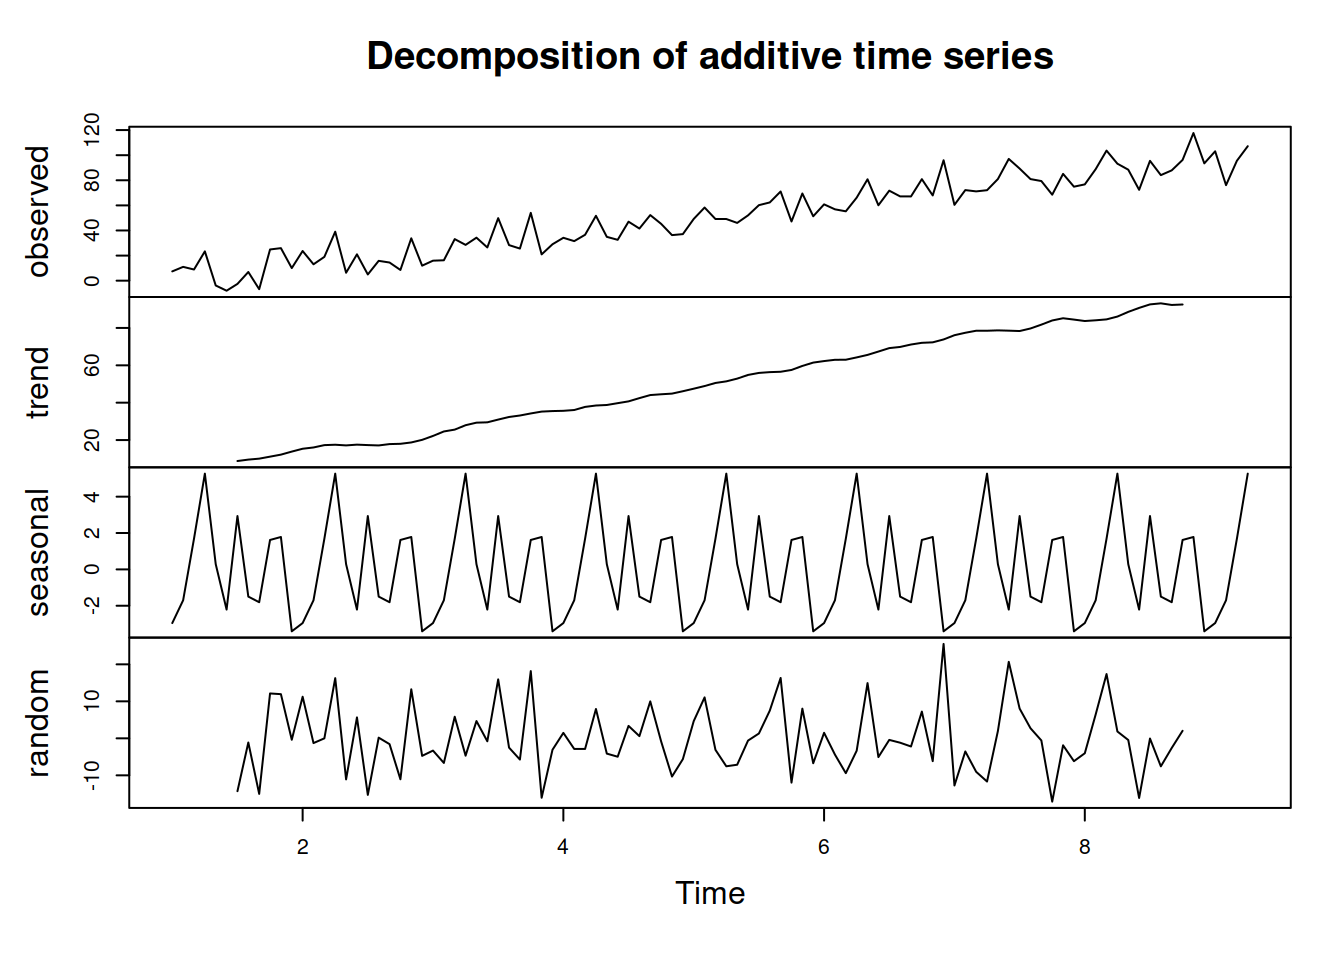 Decomposition of additive time series
observed
0 40 80 120
trend
20 60
seasonal
-2 0 2 4
random
-10 10
2 4 6 8
Time